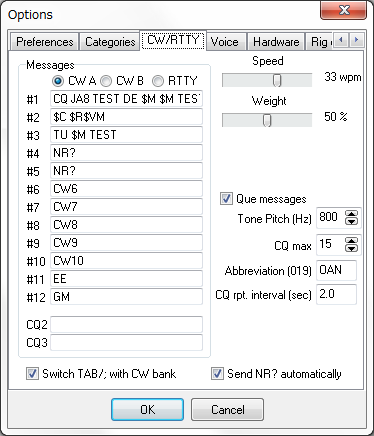 Options
Preferences Categories CW/RTTY Voice Hardware Rig
Messages
CW A CW B RTTY
#1 CQ JA8 TEST DE $M $M TES
#2 $C $R$VM
#3 TU $M TEST
#4 NR?
#5 NR?
#6 CW6
#7 CW7
#8 CW8
#9 CW9
#10 CW10
#11 EE
#12 GM
CQ2
CQ3
Speed
33 wpm
Weight
50 %
Que messages
Tone Pitch (Hz) 800
CQ max 15
Abbreviation (019) OAN
CQ rpt. interval (sec) 2.0
Switch TAB/; with CW bank Send NR? automatically
OK Cancel